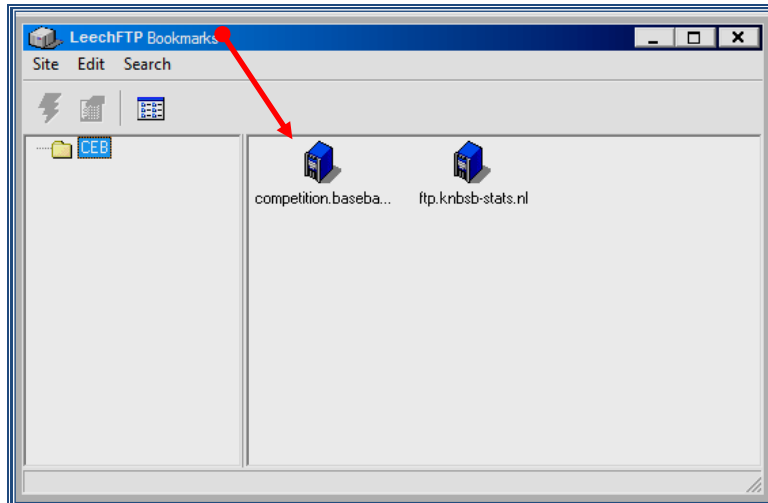 LeechFTP Bookmarks
Site Edit Search
CEB
competition.baseba... ftp.knbsb-stats.nl